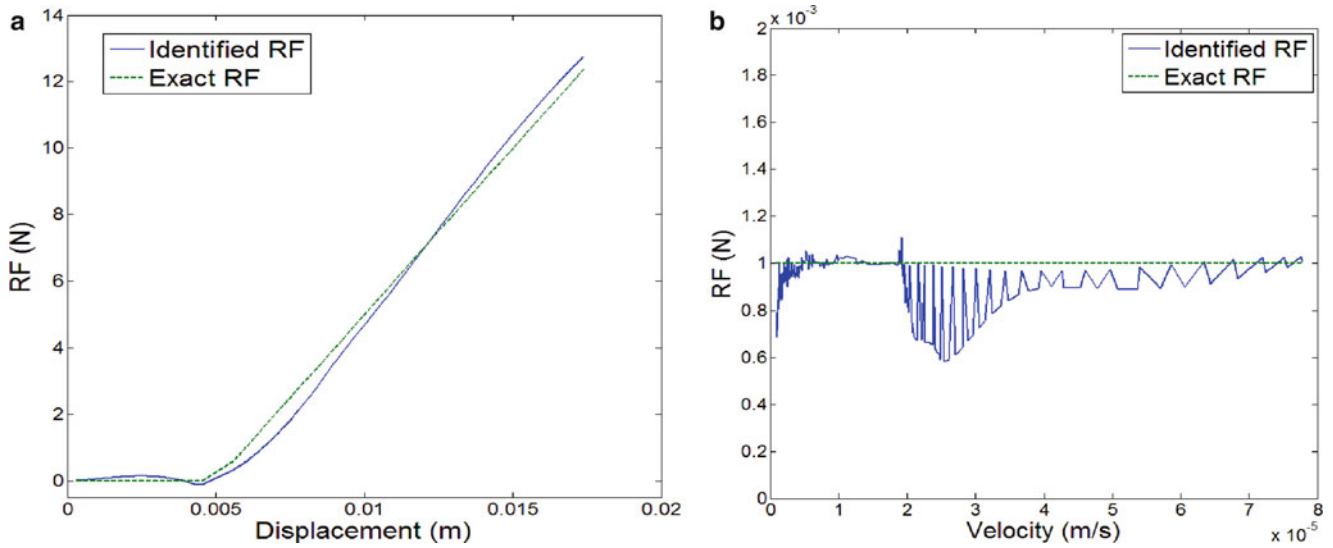 a
14
12
10
8
6
4
2
0
RF (N)
Identified RF
Exact RF
0
0.005
0.01
0.015
0.02
Displacement (m)
b
x 10⁻³
2
1.8
1.6
1.4
1.2
1
0.8
0.6
0.4
0.2
0
RF (N)
Identified RF
Exact RF
0
1
2
3
4
5
6
7
8
Velocity (m/s)
x 10⁻⁵